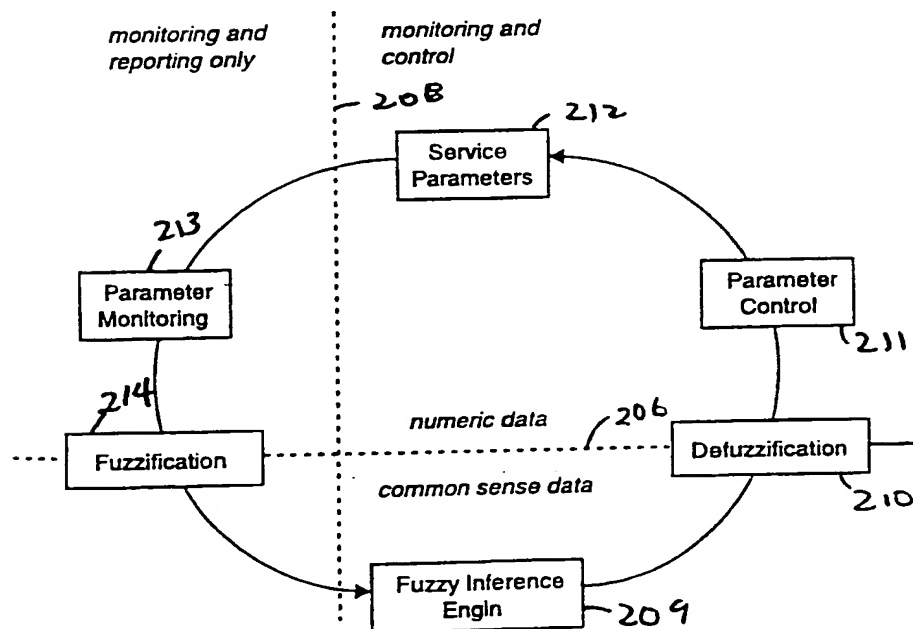 monitoring and
reporting only
monitoring and
control
208
212
Service
Parameters
213
Parameter
Monitoring
Parameter
Control
211
214
numeric data
206
Fuzzification
Defuzzification
common sense data
210
Fuzzy Inference
Engin
209